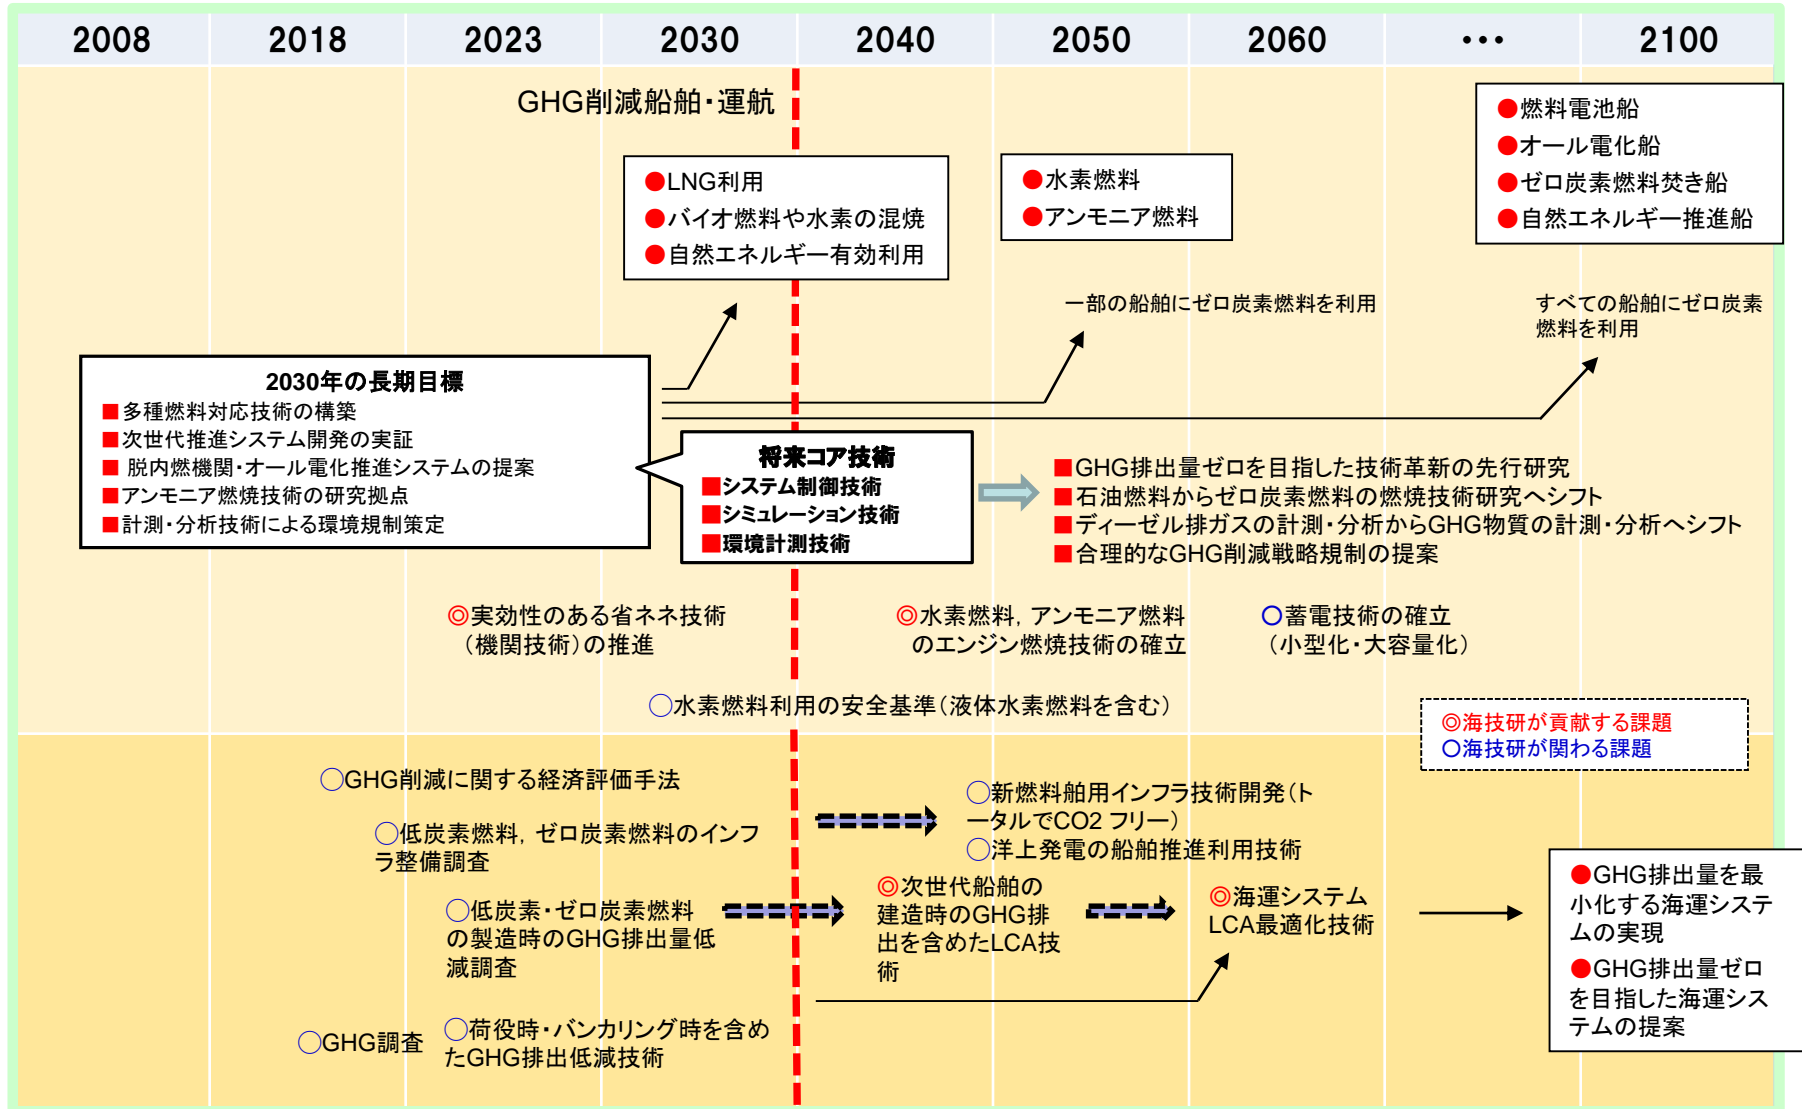 2008 2018 2023 2030 2040 2050 2060 ・・・ 2100
GHG削減船舶・運航
●LNG利用
●バイオ燃料や水素の混焼
●自然エネルギー有効利用
●水素燃料
●アンモニア燃料
●燃料電池船
●オール電化船
●ゼロ炭素燃料焚き船
●自然エネルギー推進船
一部の船舶にゼロ炭素燃料を利用
すべての船舶にゼロ炭素
燃料を利用
2030年の長期目標
■多種燃料対応技術の構築
■次世代推進システム開発の実証
■ 脱内燃機関・オール電化推進システムの提案
■アンモニア燃焼技術の研究拠点
■計測・分析技術による環境規制策定
将来コア技術
■システム制御技術
■シミュレーション技術
■環境計測技術
■GHG排出量ゼロを目指した技術革新の先行研究
■石油燃料からゼロ炭素燃料の燃焼技術研究へシフト
■ディーゼル排ガスの計測・分析からGHG物質の計測・分析へシフト
■合理的なGHG削減戦略規制の提案
◎実効性のある省ネネ技術
（機関技術）の推進
◎水素燃料，アンモニア燃料
のエンジン燃焼技術の確立
○蓄電技術の確立
（小型化・大容量化）
○水素燃料利用の安全基準（液体水素燃料を含む）
◎海技研が貢献する課題
○海技研が関わる課題
○GHG削減に関する経済評価手法
○低炭素燃料，ゼロ炭素燃料のインフ
ラ整備調査
○新燃料舶用インフラ技術開発（ト
ータルでCO2 フリー）
○洋上発電の船舶推進利用技術
○低炭素・ゼロ炭素燃料
の製造時のGHG排出量低
減調査
◎次世代船舶の
建造時のGHG排
出を含めたLCA技
術
◎海運システム
LCA最適化技術
●GHG排出量を最
小化する海運システ
ムの実現
●GHG排出量ゼロ
を目指した海運シス
テムの提案
○GHG調査
○荷役時・バンカリング時を含め
たGHG排出低減技術